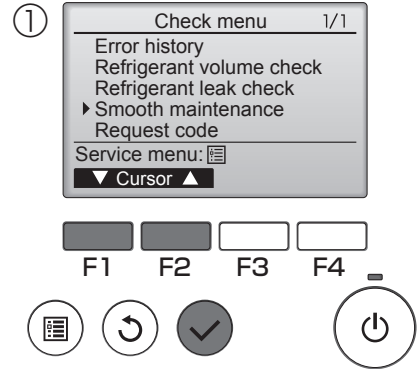 ①
Check menu 1/1
Error history
Refrigerant volume check
Refrigerant leak check
Smooth maintenance
Request code
Service menu:
▼ Cursor ▲
F1 F2 F3 F4